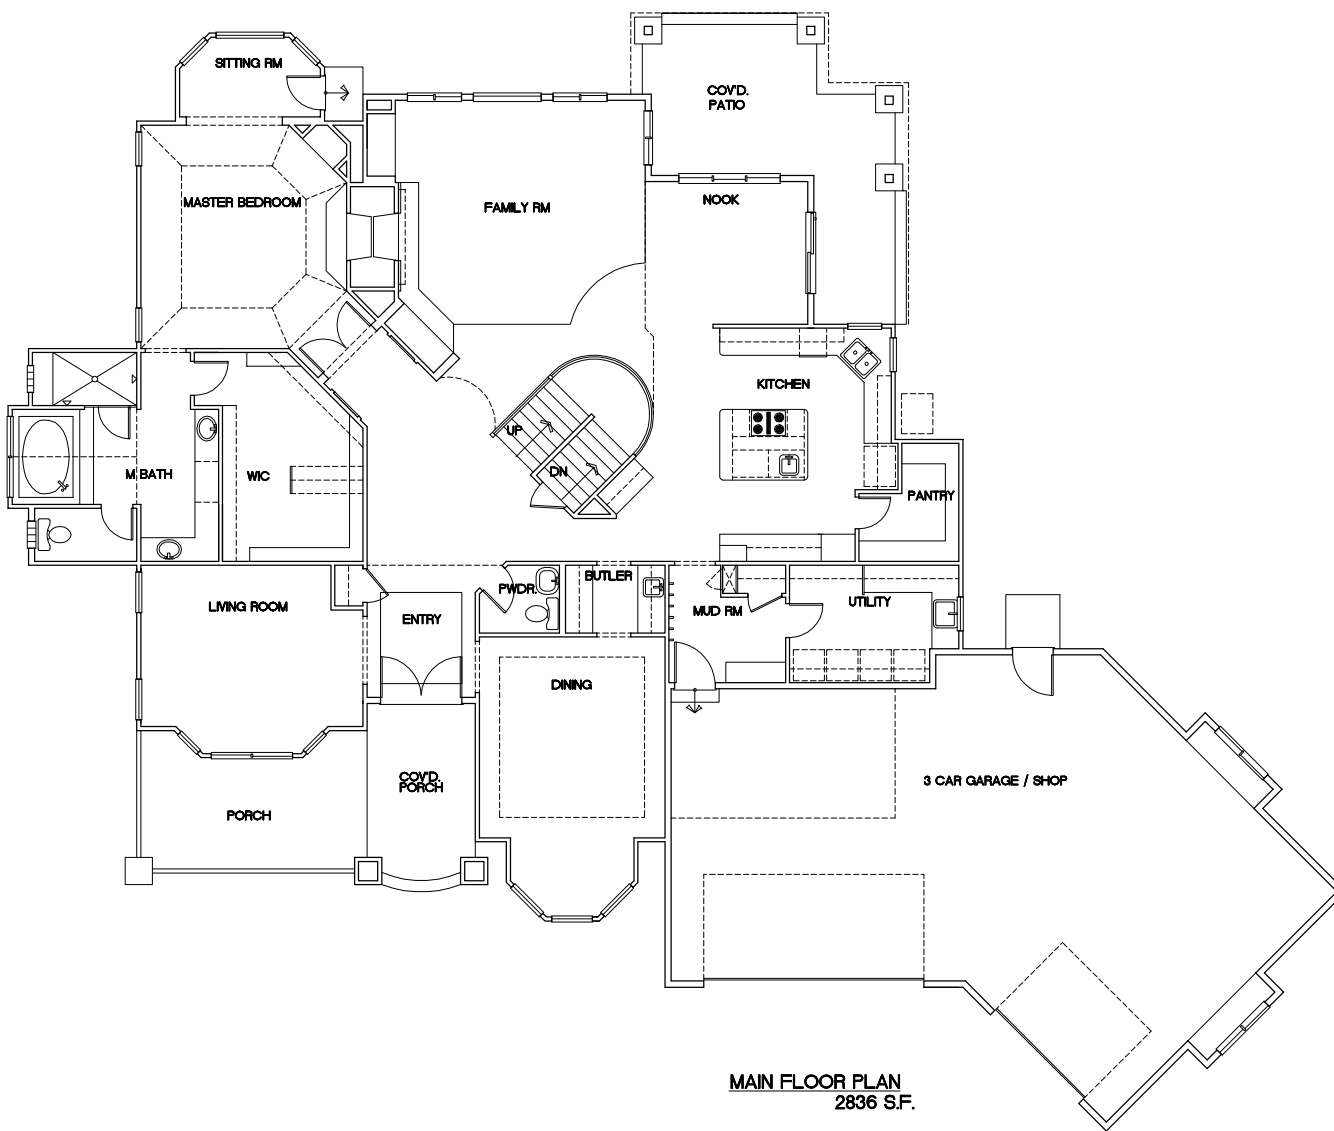 SITTING RM
COV'D.
PATIO
MASTER BEDROOM
FAMILY RM
NOOK
KITCHEN
UP
DN
M.BATH
WIC
PANTRY
BUTLER
PWDR.
LIVING ROOM
ENTRY
MUD RM
UTILITY
DINING
COV'D.
PORCH
3 CAR GARAGE / SHOP
PORCH
MAIN FLOOR PLAN
2836 S.F.